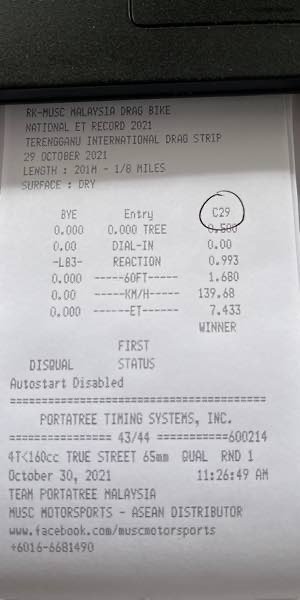 RK-MUSC MALAYSIA DRAG BIKE
NATIONAL ET RECORD 2021
TERENGGANU INTERNATIONAL DRAG STRIP
29 OCTOBER 2021
LENGTH : 201M - 1/8 MILES
SURFACE : DRY
BYE Entry C29
0.000 0.000 TREE 0.500
0.00 DIAL-IN 0.00
-LB3- REACTION 0.993
0.000 -----60FT----- 1.680
0.00 -----KM/H----- 139.68
0.000 ------ET------ 7.433
WINNER
FIRST
DISQUAL STATUS
Autostart Disabled
========================================
PORTATREE TIMING SYSTEMS, INC.
================ 43/44 ===========600214
4T<160cc TRUE STREET 65mm QUAL RND 1
October 30, 2021 11:26:49 AM
TEAM PORTATREE MALAYSIA
MUSC MOTORSPORTS - ASEAN DISTRIBUTOR
www.facebook.com/muscmotorsports
+6016-6681490